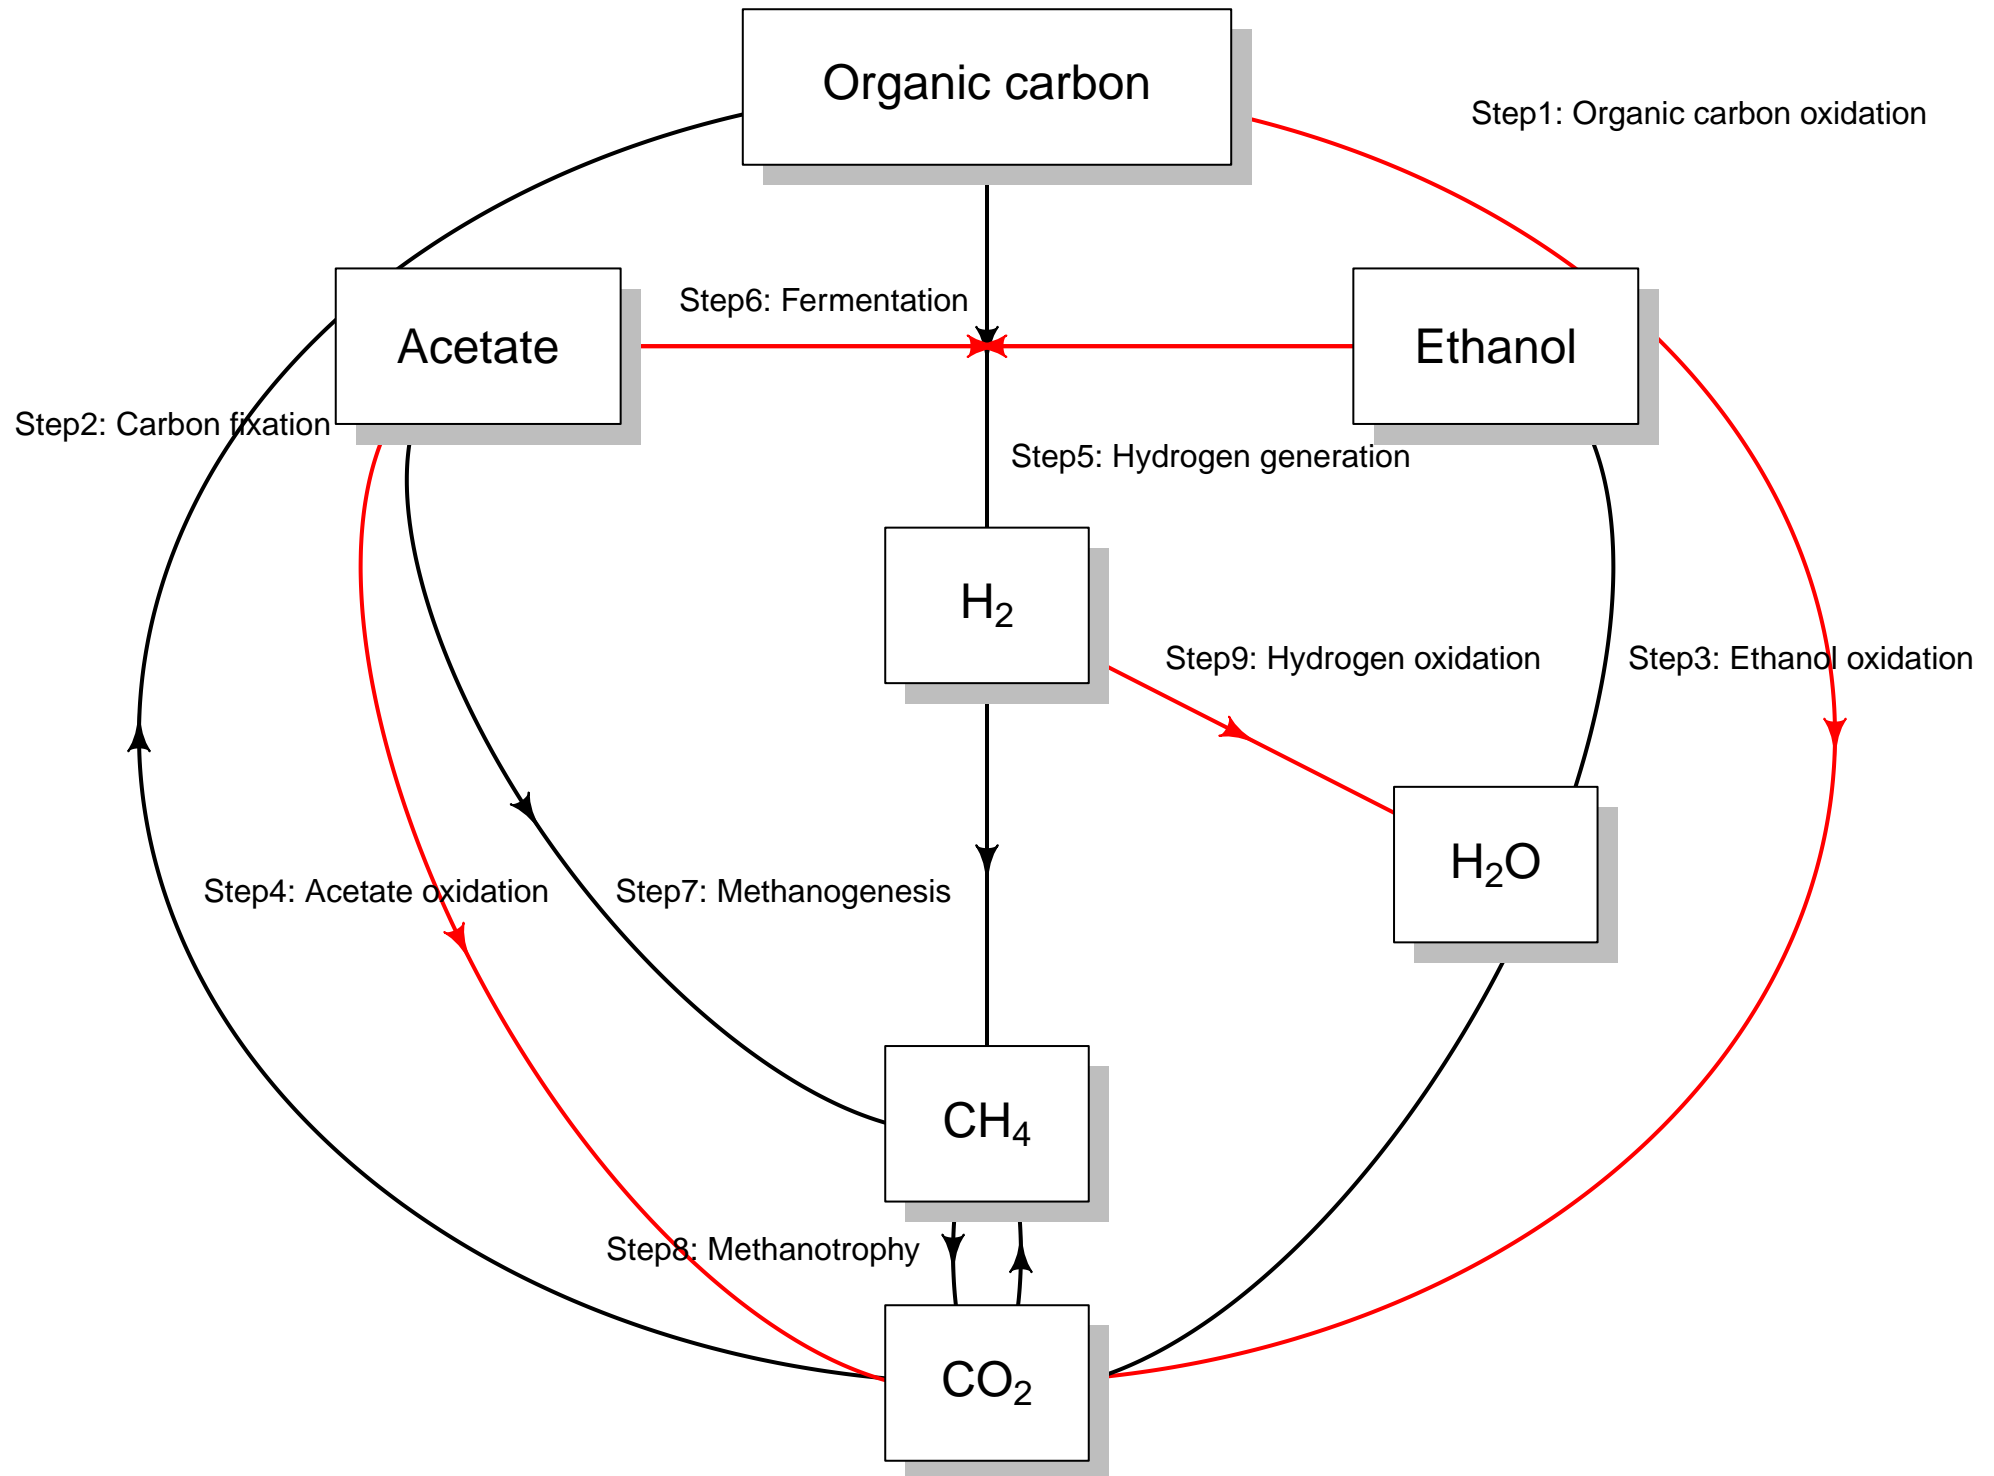 Organic carbon
Step1: Organic carbon oxidation
Step6: Fermentation
Acetate
Ethanol
Step2: Carbon fixation
Step5: Hydrogen generation
H₂
Step9: Hydrogen oxidation
Step3: Ethanol oxidation
H₂O
Step4: Acetate oxidation
Step7: Methanogenesis
CH₄
Step8: Methanotrophy
CO₂